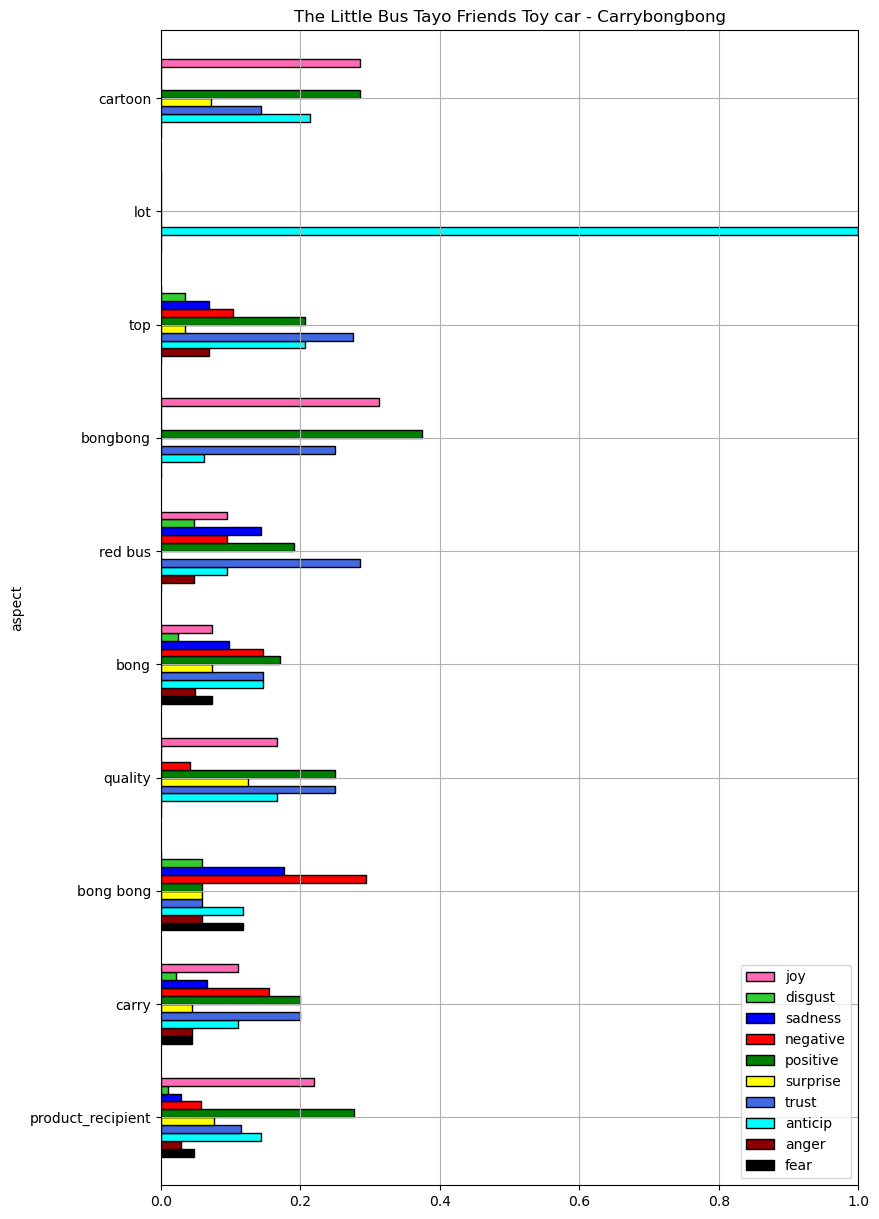 The Little Bus Tayo Friends Toy car - Carrybongbong
cartoon
lot
top
bongbong
red bus
bong
quality
bong bong
carry
product_recipient
aspect
joy
disgust
sadness
negative
positive
surprise
trust
anticip
anger
fear
0.0 0.2 0.4 0.6 0.8 1.0